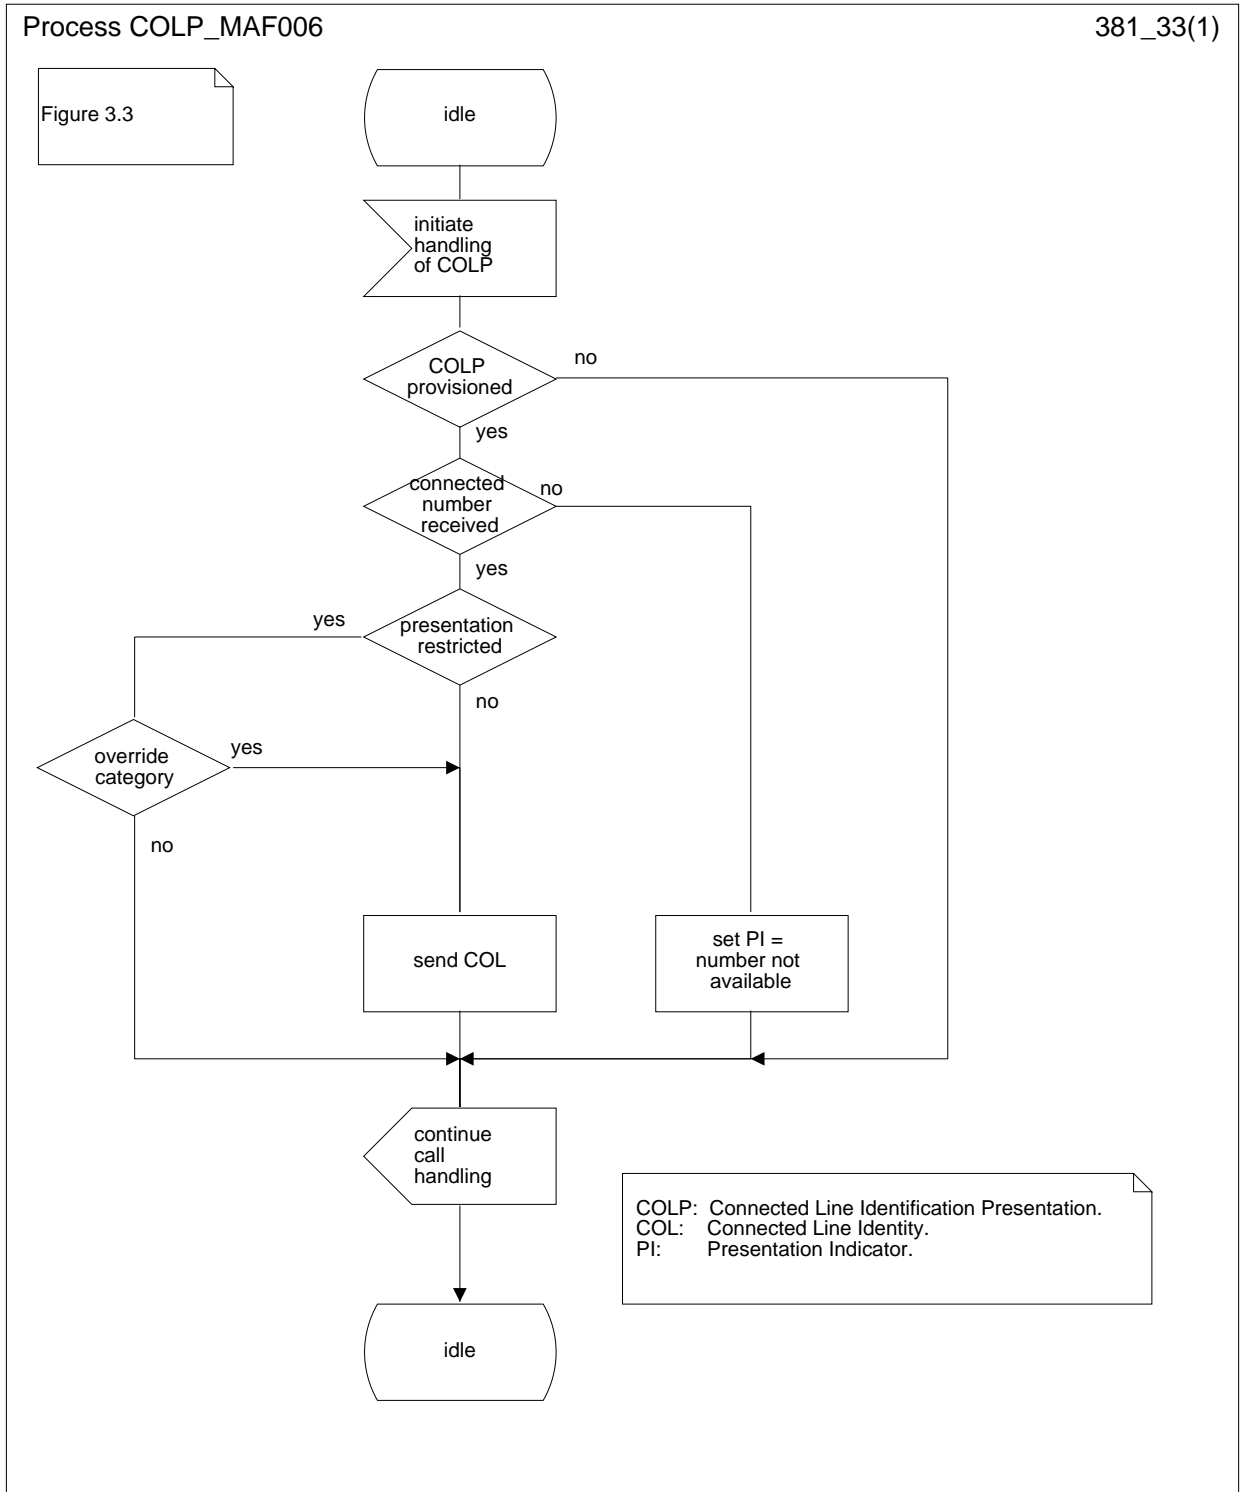 Process COLP_MAF006
381_33(1)
Figure 3.3
idle
initiate
handling
of COLP
COLP
provisioned
no
yes
connected
number
received
no
yes
presentation
restricted
yes
no
override
category
yes
no
send COL
set PI =
number not
available
continue
call
handling
COLP: Connected Line Identification Presentation.
COL: Connected Line Identity.
PI: Presentation Indicator.
idle